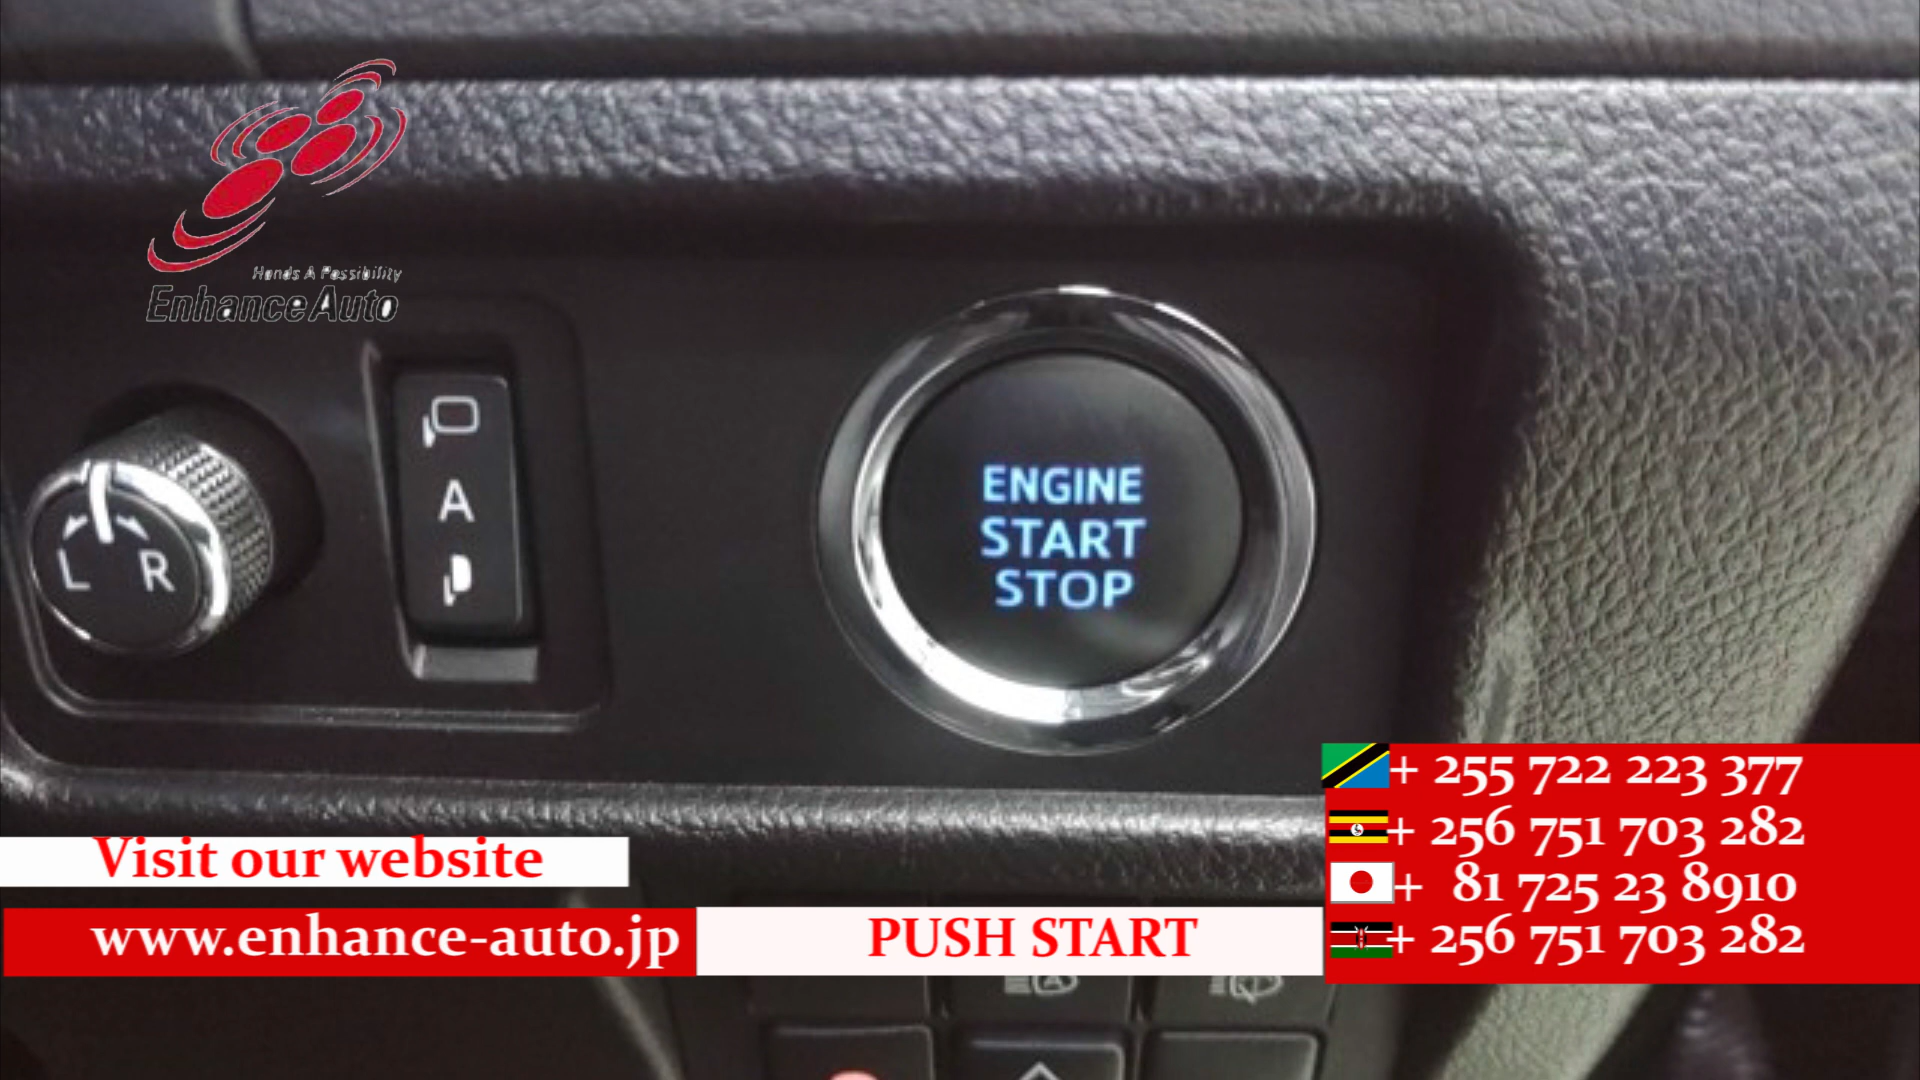 Hands A Possibility
Enhance Auto
L R
A
ENGINE
START
STOP
+ 255 722 223 377
+ 256 751 703 282
+ 81 725 23 8910
+ 256 751 703 282
Visit our website
www.enhance-auto.jp
PUSH START